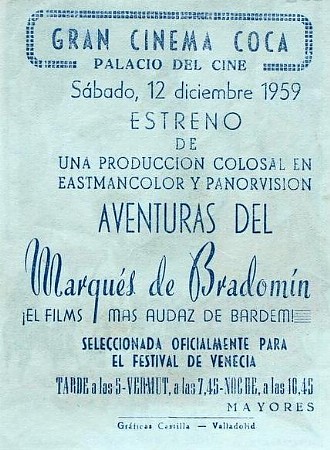 GRAN CINEMA COCA
PALACIO DEL CINE
Sábado, 12 diciembre 1959
ESTRENO
DE
UNA PRODUCCION COLOSAL EN
EASTMANCOLOR Y PANORVISION
AVENTURAS DEL
Marqués de Bradomín
¡EL FILMS MAS AUDAZ DE BARDEM!
SELECCIONADA OFICIALMENTE PARA
EL FESTIVAL DE VENECIA
TARDE a las 5-VERMUT, a las 7,45-NOCHE, a las 10,45
MAYORES
Gráficas Castilla — Valladolid